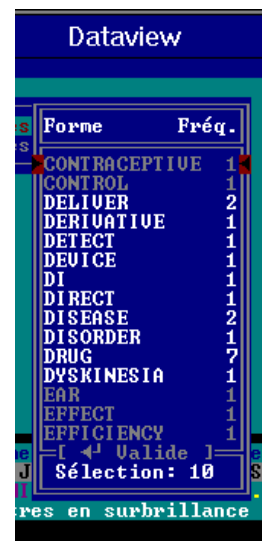 Dataview
Forme Fréq.
CONTRACEPTIVE 1
CONTROL 1
DELIVER 2
DERIVATIVE 1
DETECT 1
DEVICE 1
DI 1
DIRECT 1
DISEASE 2
DISORDER 1
DRUG 7
DYSKINESIA 1
EAR 1
EFFECT 1
EFFICIENCY 1
[ ↵ Valide ]
Sélection: 10
res en surbrillance